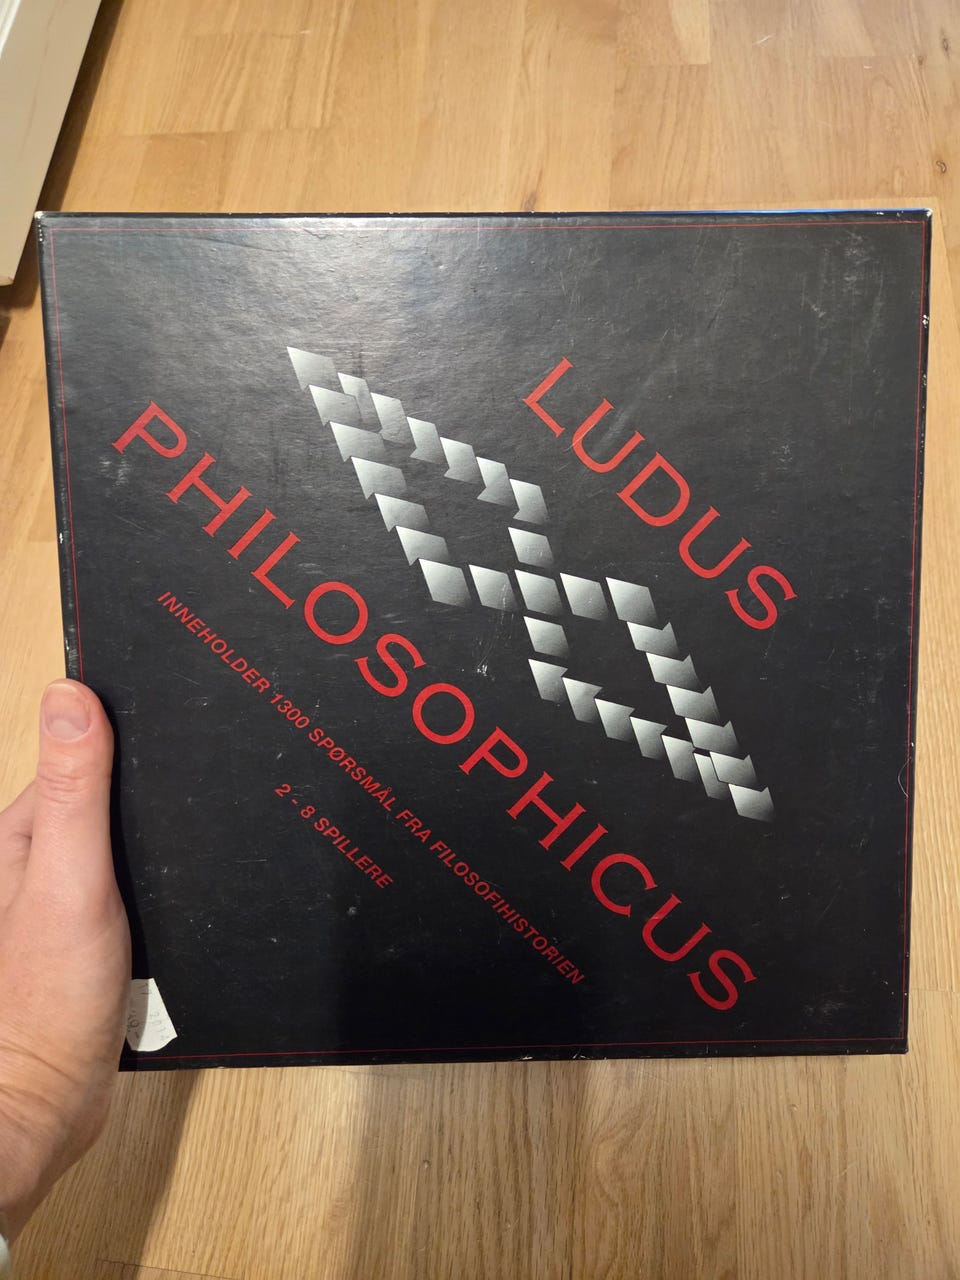 LUDUS
PHILOSOPHICUS
INNEHOLDER 1300 SPØRSMÅL FRA FILOSOFIHISTORIEN
2 - 8 SPILLERE